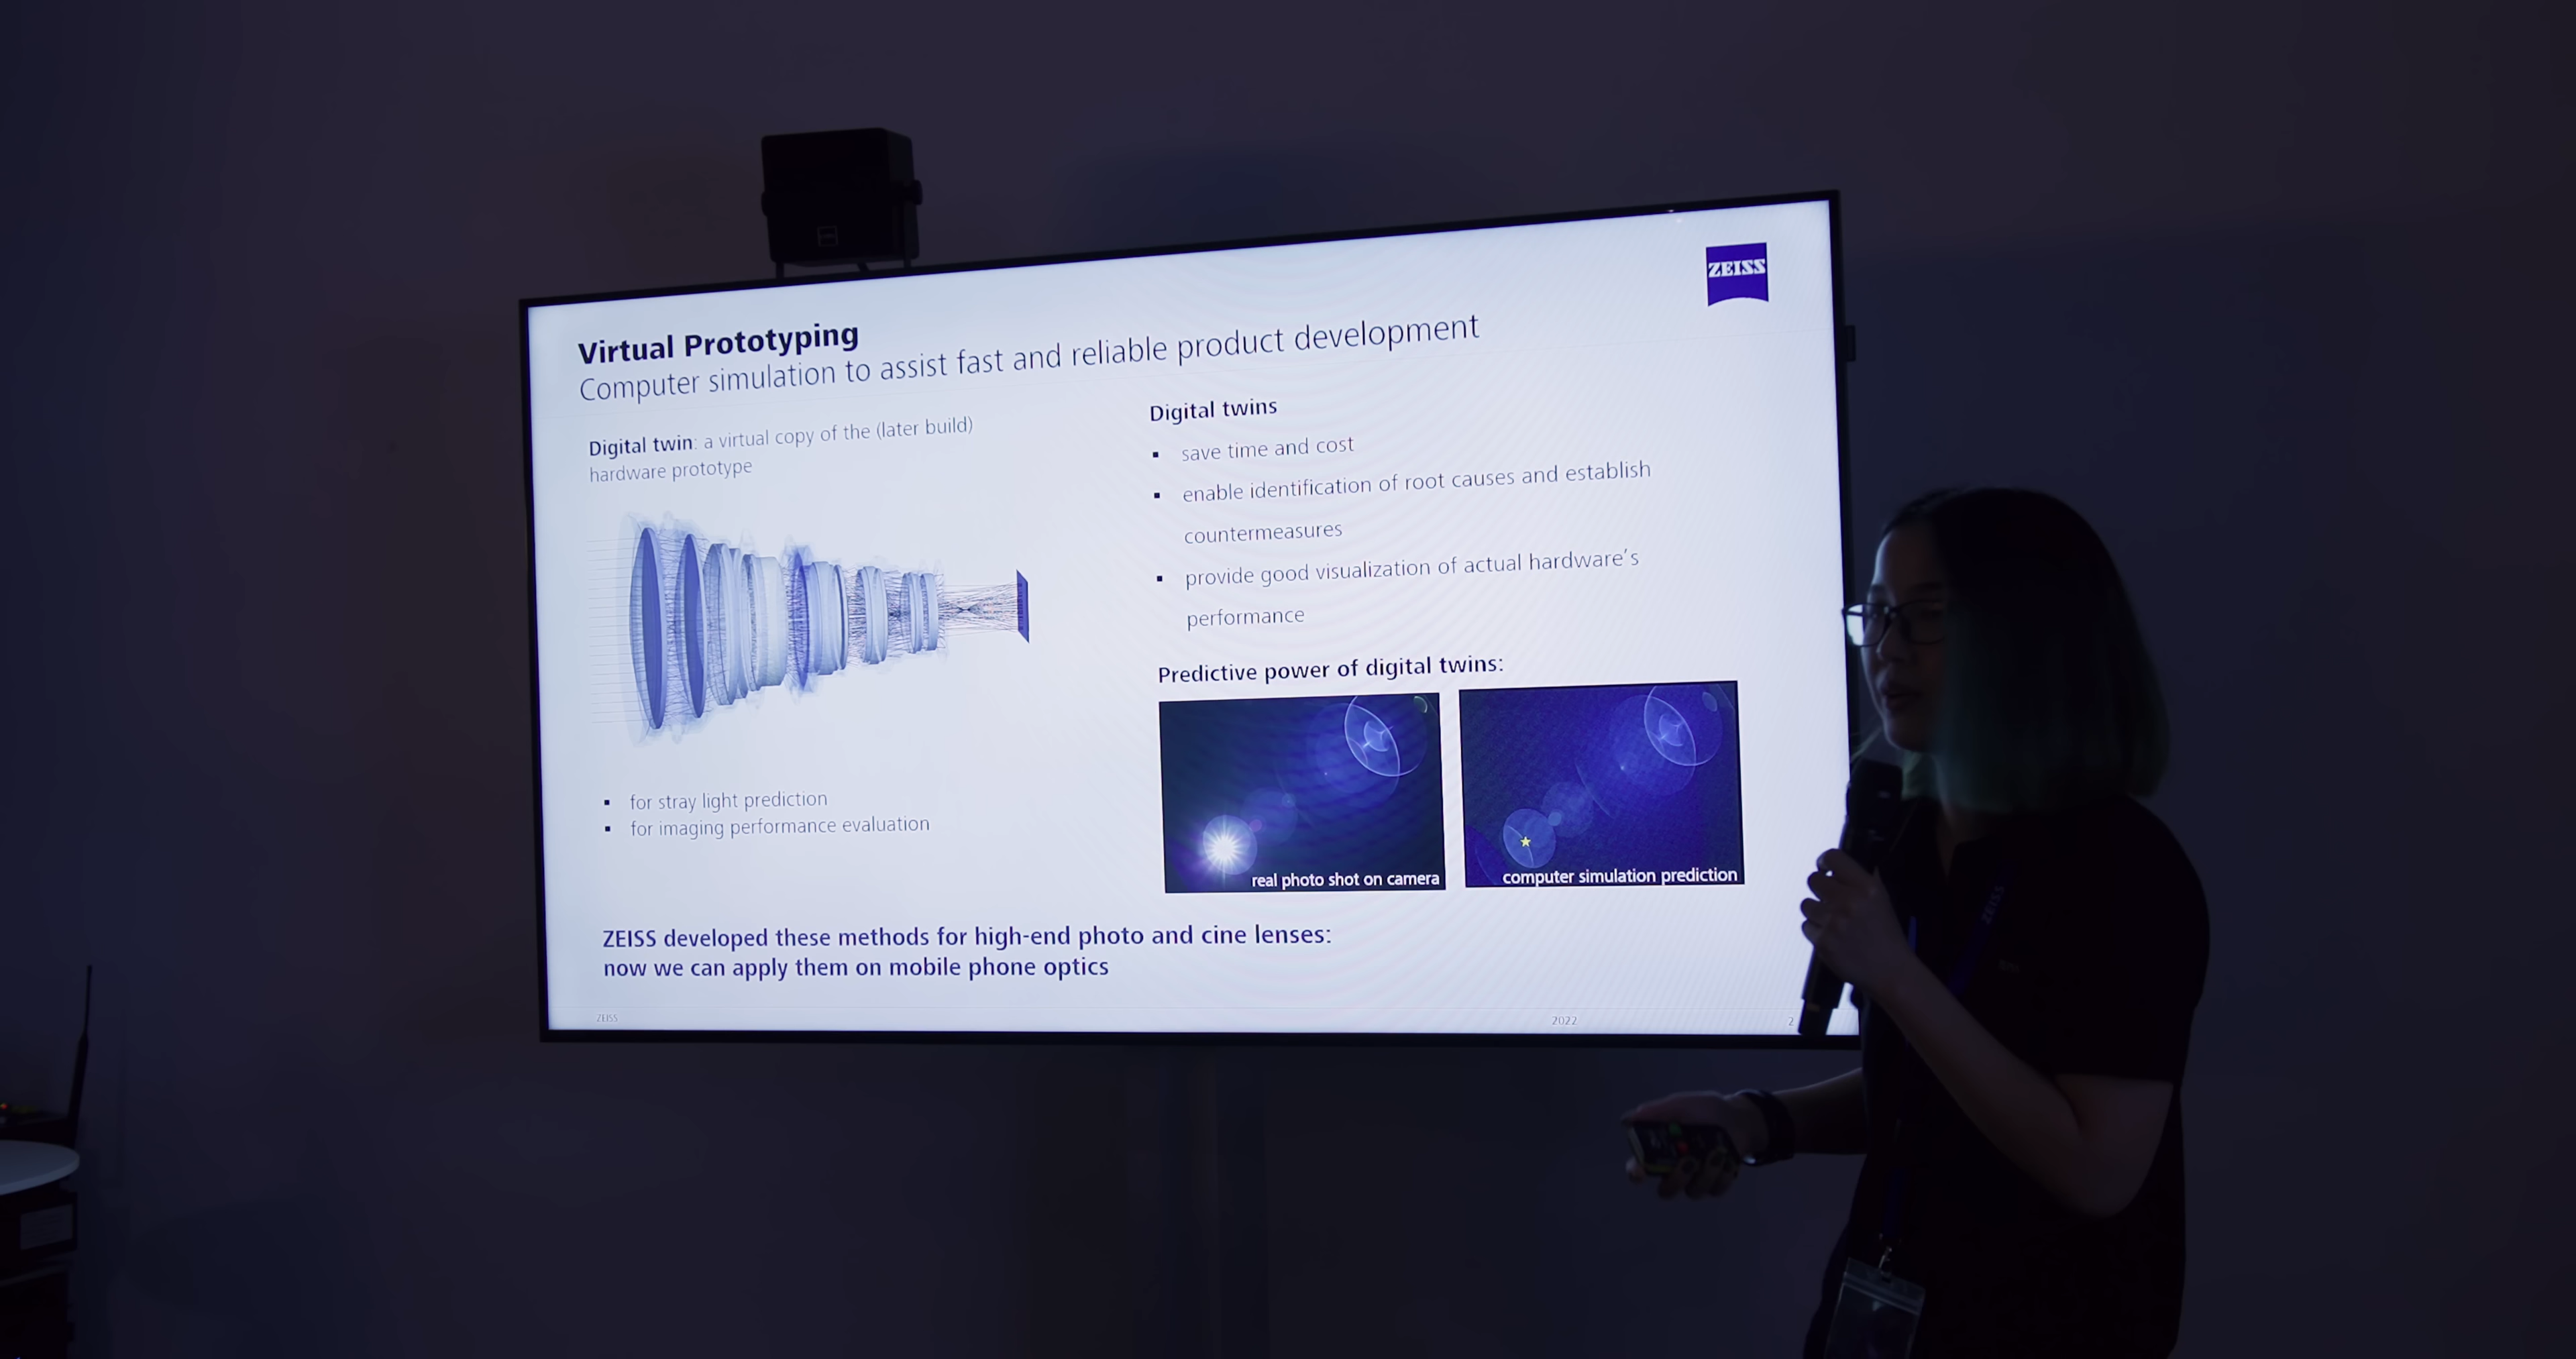 ZEISS
Virtual Prototyping
Computer simulation to assist fast and reliable product development
Digital twin: a virtual copy of the (later build)
hardware prototype
▪ for stray light prediction
▪ for imaging performance evaluation
Digital twins
▪ save time and cost
▪ enable identification of root causes and establish
countermeasures
▪ provide good visualization of actual hardware's
performance
Predictive power of digital twins:
real photo shot on camera
computer simulation prediction
ZEISS developed these methods for high-end photo and cine lenses:
now we can apply them on mobile phone optics
ZEISS
2022
2
ZEISS